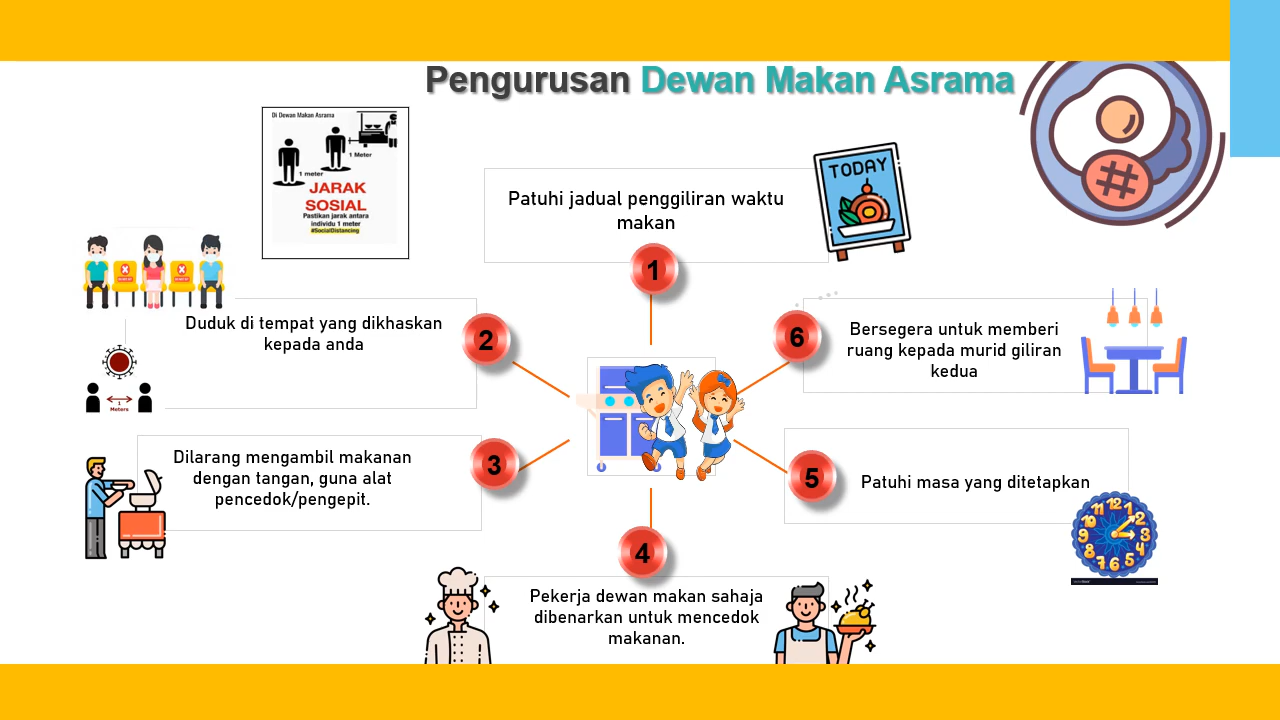 Pengurusan Dewan Makan Asrama
Di Dewan Makan Asrama
1 Meter
1 meter
JARAK
SOSIAL
Pastikan jarak antara
individu 1 meter
#SocialDistancing
TODAY
Patuhi jadual penggiliran waktu
makan
1
Duduk di tempat yang dikhaskan
kepada anda
2
1
Meters
Dilarang mengambil makanan
dengan tangan, guna alat
pencedok/pengepit.
3
4
Pekerja dewan makan sahaja
dibenarkan untuk mencedok
makanan.
5
Patuhi masa yang ditetapkan
12
1
2
3
4
5
6
7
8
9
10
11
6
Bersegera untuk memberi
ruang kepada murid giliran
kedua